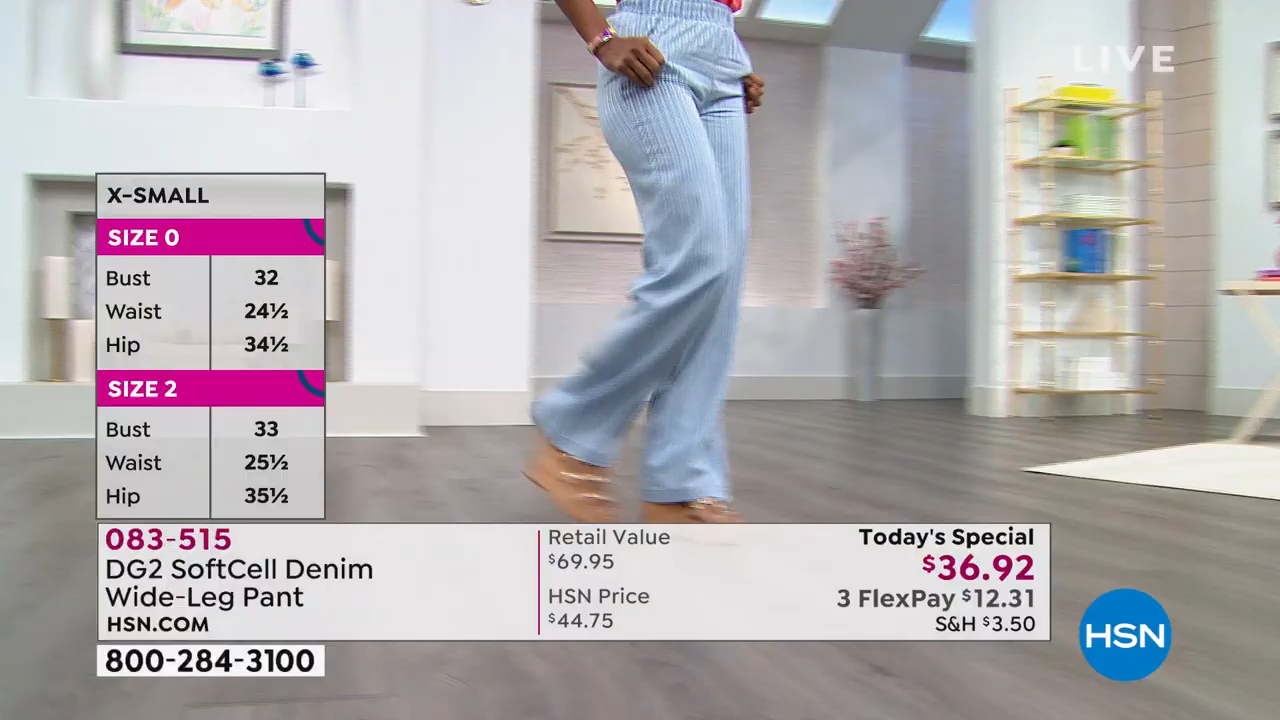 LIVE
X-SMALL
SIZE 0
Bust 32
Waist 24½
Hip 34½
SIZE 2
Bust 33
Waist 25½
Hip 35½
083-515
DG2 SoftCell Denim
Wide-Leg Pant
HSN.COM
Retail Value
$69.95
HSN Price
$44.75
Today's Special
$36.92
3 FlexPay $12.31
S&H $3.50
800-284-3100
HSN